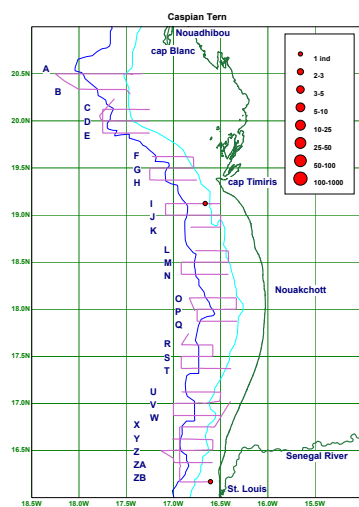 Caspian Tern
Nouadhibou
cap Blanc
20.5N
20.0N
19.5N
19.0N
18.5N
18.0N
17.5N
17.0N
16.5N
A
B
C
D
E
F
G
H
I
J
K
L
M
N
O
P
Q
R
S
T
U
V
W
X
Y
Z
ZA
ZB
1 ind
2-3
3-5
5-10
10-25
25-50
50-100
100-1000
cap Timiris
Nouakchott
Senegal River
St. Louis
18.5W 18.0W 17.5W 17.0W 16.5W 16.0W 15.5W